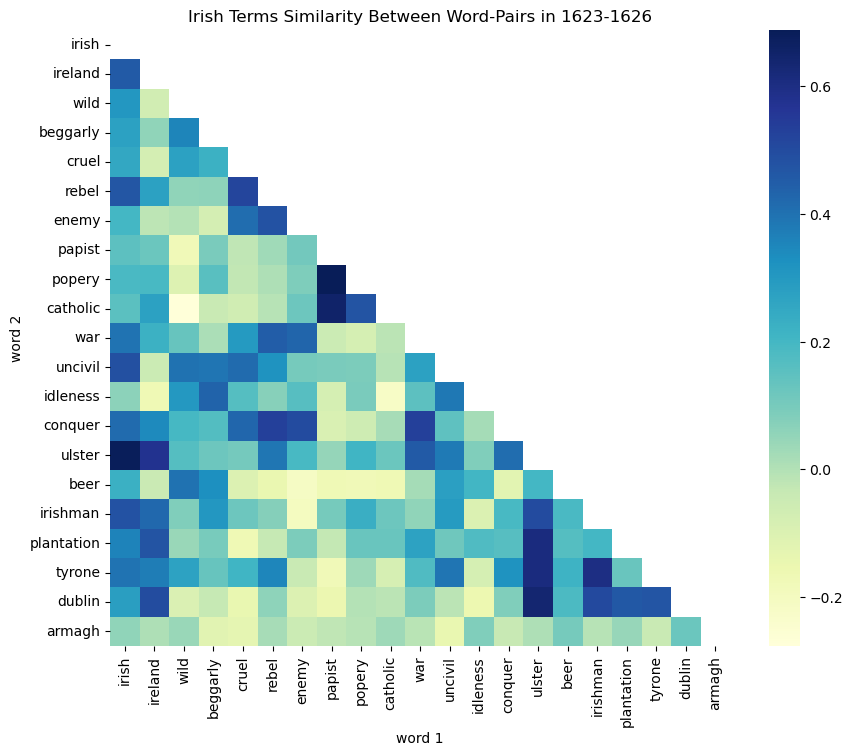 Irish Terms Similarity Between Word-Pairs in 1623-1626
irish
ireland
wild
beggarly
cruel
rebel
enemy
papist
popery
catholic
war
uncivil
idleness
conquer
ulster
beer
irishman
plantation
tyrone
dublin
armagh
word 2
irish
ireland
wild
beggarly
cruel
rebel
enemy
papist
popery
catholic
war
uncivil
idleness
conquer
ulster
beer
irishman
plantation
tyrone
dublin
armagh
word 1
0.6
0.4
0.2
0.0
−0.2